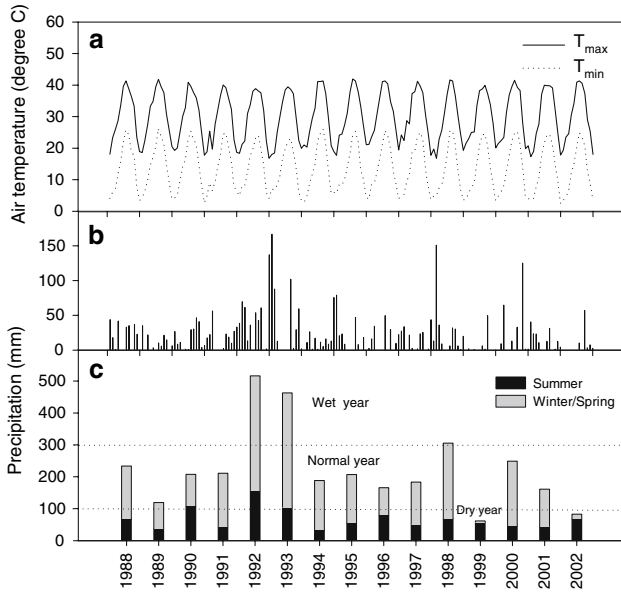 Air temperature (degree C)
60
50
40
30
20
10
0
a
T max
T min
Precipitation (mm)
150
100
50
0
b
500
400
300
200
100
0
c
Summer
Winter/Spring
Wet year
Normal year
Dry year
1988
1989
1990
1991
1992
1993
1994
1995
1996
1997
1998
1999
2000
2001
2002